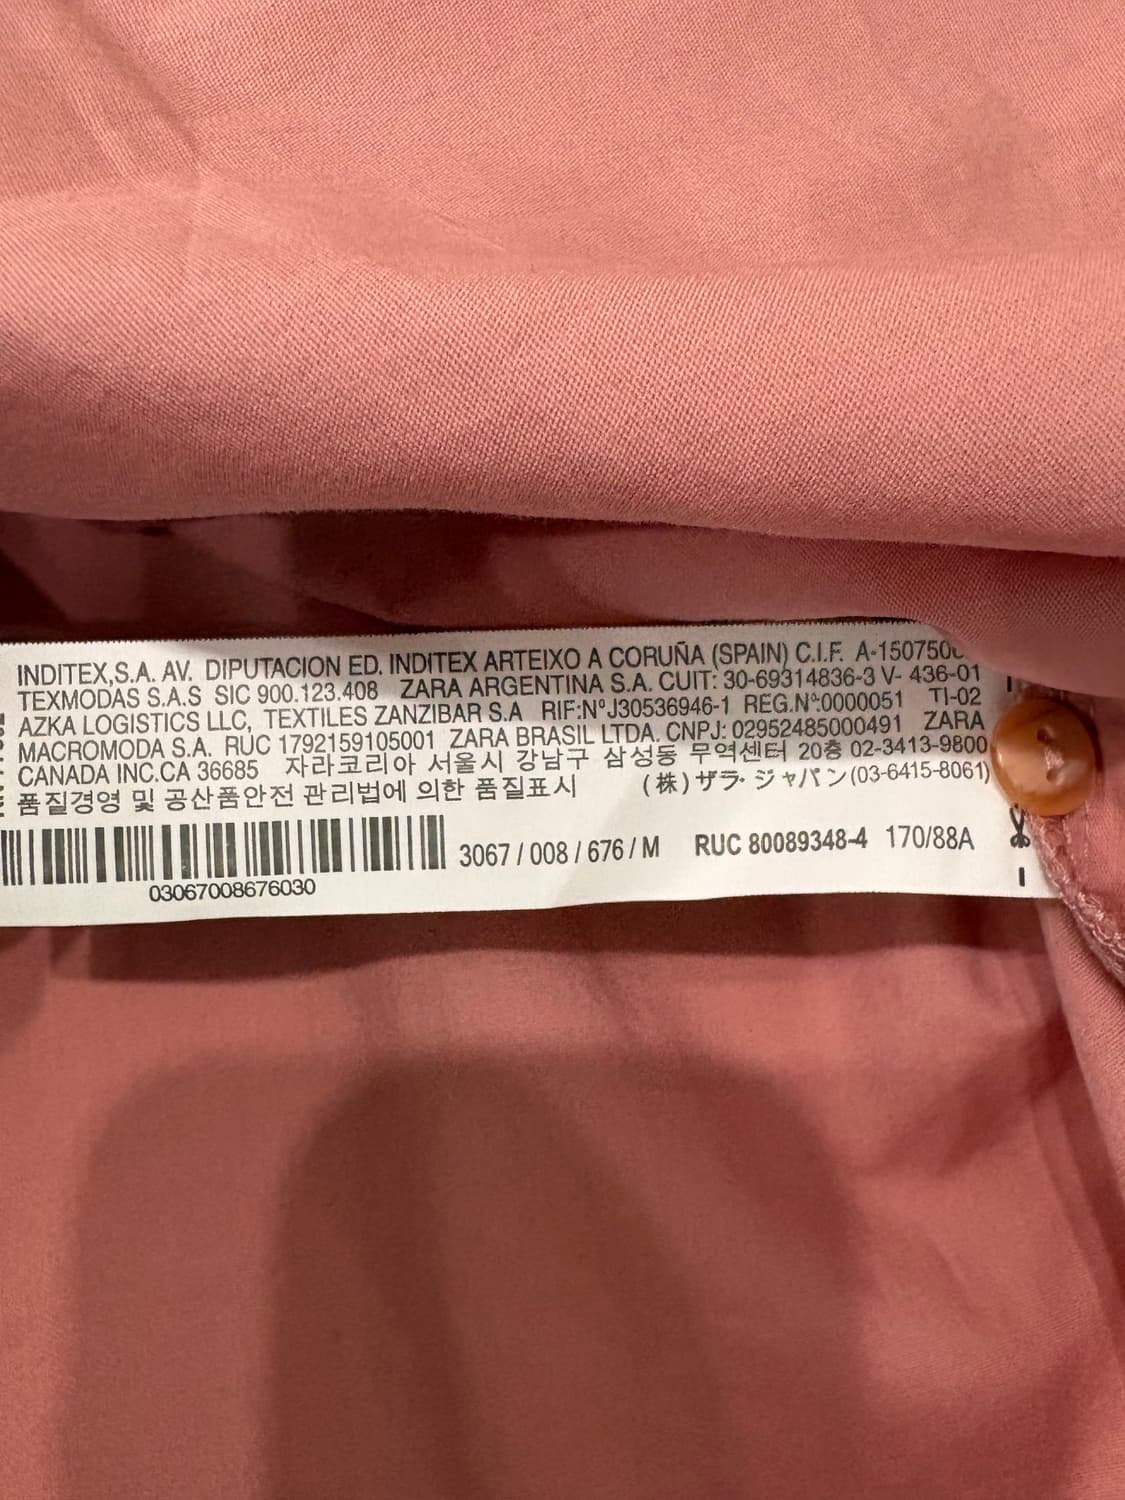 INDITEX,S.A. AV. DIPUTACION ED. INDITEX ARTEIXO A CORUÑA (SPAIN) C.I.F.
TEXMODAS S.A.S SIC 900.123.408 ZARA ARGENTINA S.A. CUIT: 30-69314836-3 V- 436-01
AZKA LOGISTICS LLC, TEXTILES ZANZIBAR S.A RIF:NºJ30536946-1 REG.Nº:0000051 TI-02
MACROMODA S.A. RUC 1792159105001 ZARA BRASIL LTDA. CNPJ: 02952485000491 ZARA
CANADA INC.CA 36685 자라코리아 서울시 강남구 삼성동 무역센터 20층 02-3413-9800
품질경영 및 공산품안전 관리법에 의한 품질표시 (株)ザラ・ジャパン(03-6415-8061)
3067 / 008 / 676 / M RUC 80089348-4 170/88A
03067008676030